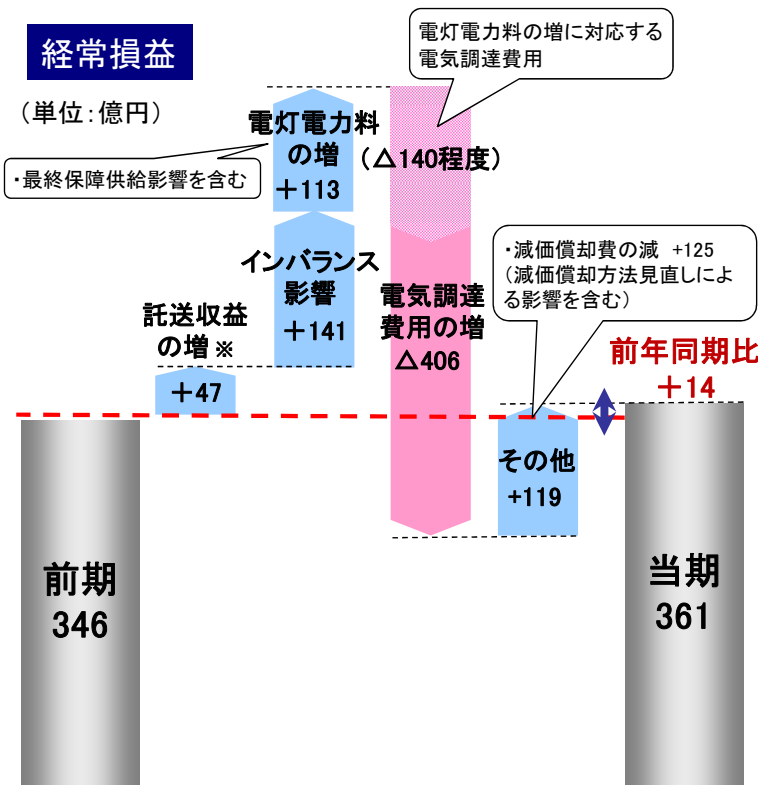 経常損益
（単位：億円）
電灯電力料の増に対応する
電気調達費用
電灯電力料
の増
＋113
（△140程度）
・最終保障供給影響を含む
インバランス
影響
＋141
電気調達
費用の増
△406
・減価償却費の減 +125
（減価償却方法見直しによ
る影響を含む）
託送収益
の増※
＋47
前年同期比
＋14
その他
+119
前期
346
当期
361